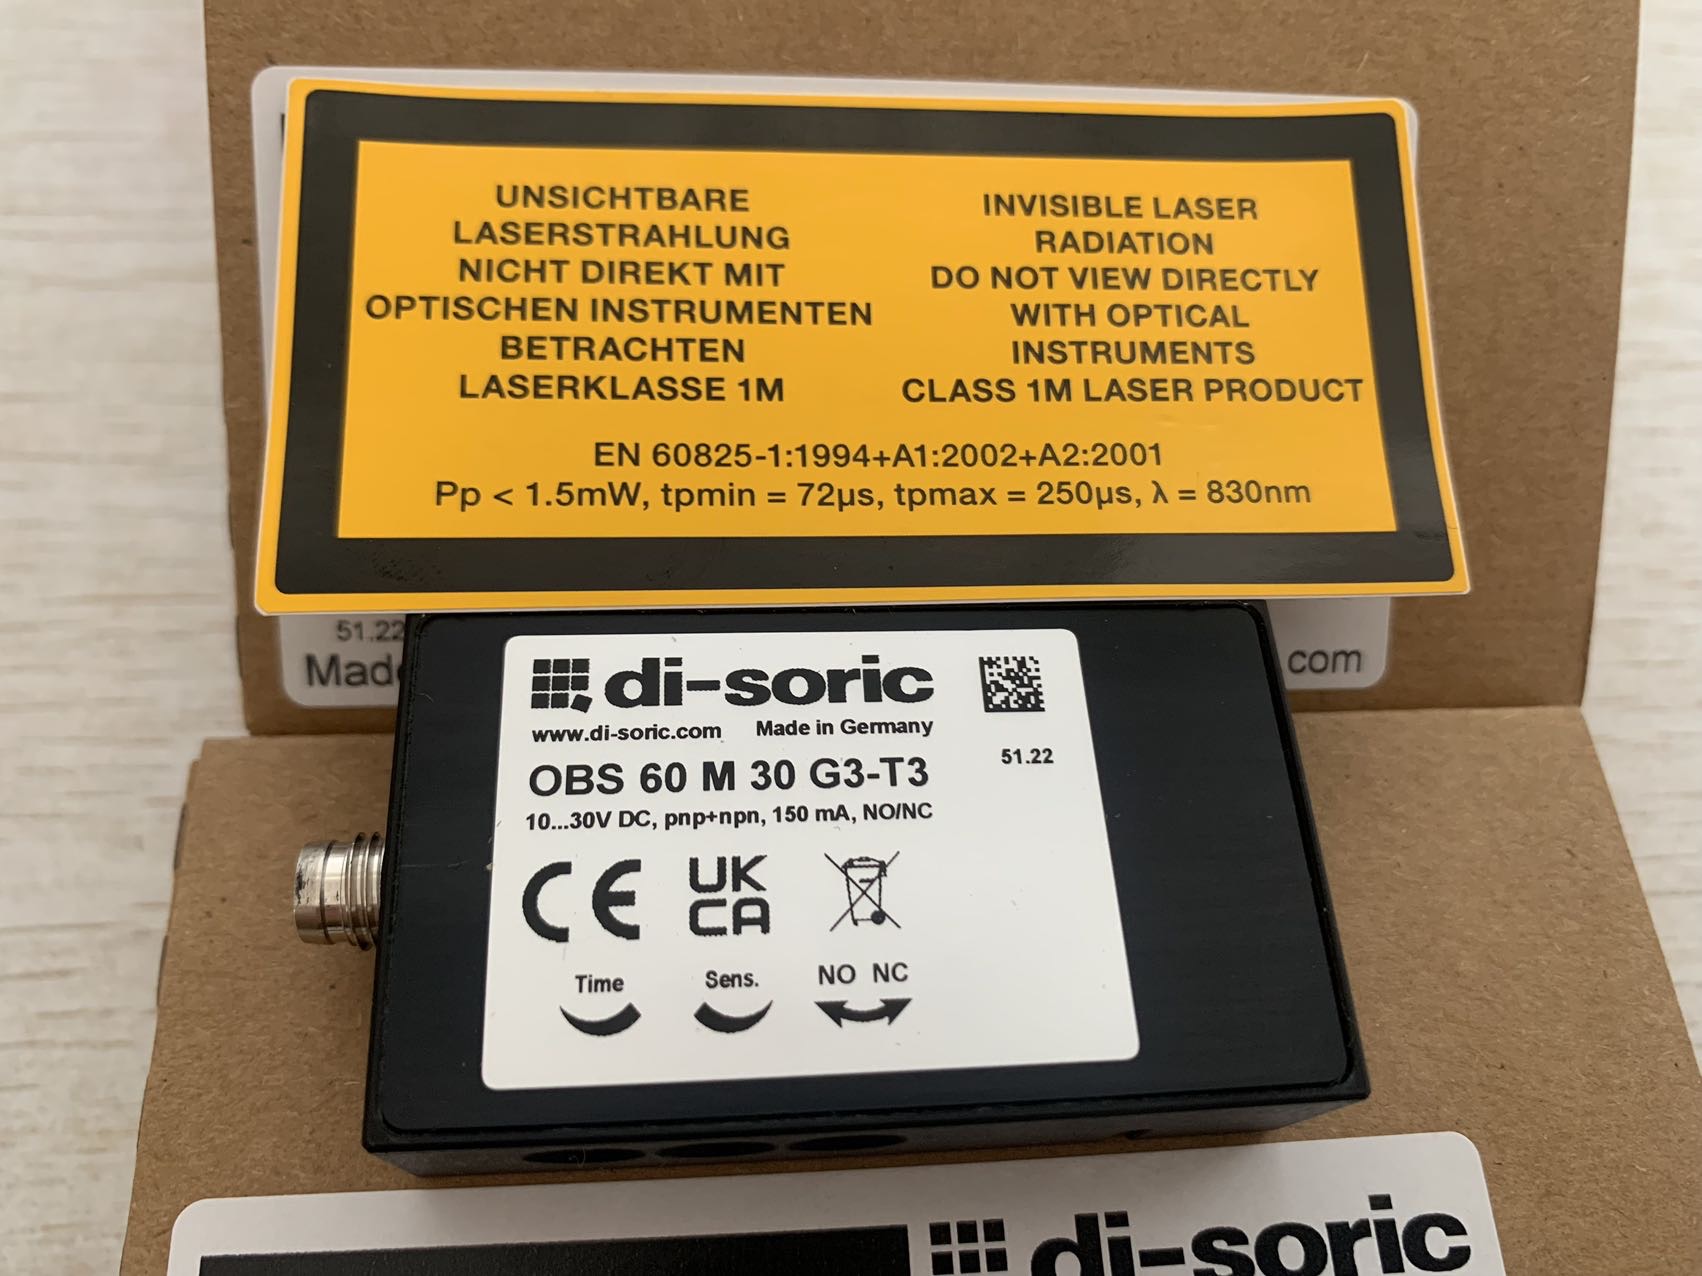 UNSICHTBARE
LASERSTRAHLUNG
NICHT DIREKT MIT
OPTISCHEN INSTRUMENTEN
BETRACHTEN
LASERKLASSE 1M
INVISIBLE LASER
RADIATION
DO NOT VIEW DIRECTLY
WITH OPTICAL
INSTRUMENTS
CLASS 1M LASER PRODUCT
EN 60825-1:1994+A1:2002+A2:2001
Pp < 1.5mW, tpmin = 72µs, tpmax = 250µs, λ = 830nm
51.22
Made
com
di-soric
www.di-soric.com Made in Germany
51.22
OBS 60 M 30 G3-T3
10...30V DC, pnp+npn, 150 mA, NO/NC
CE UK CA
Time Sens. NO NC
di-soric